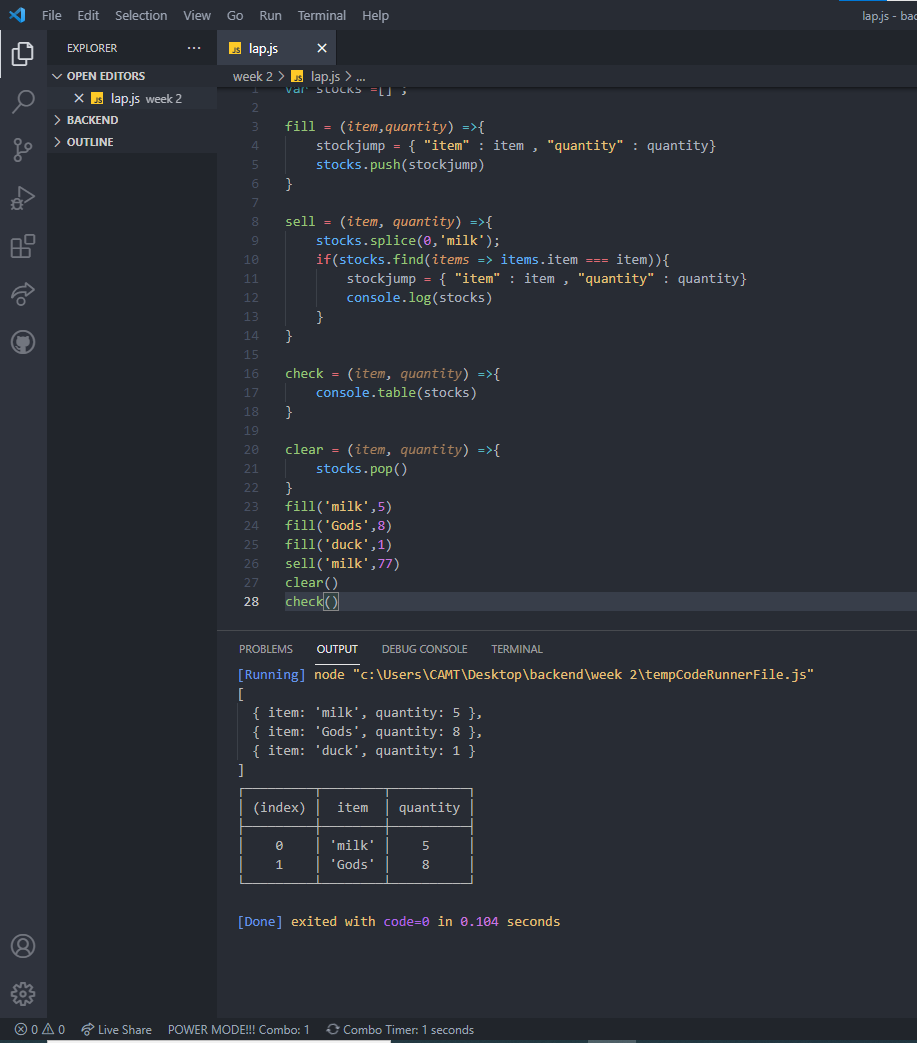 File Edit Selection View Go Run Terminal Help lap.js - bac
EXPLORER ...
JS lap.js ×
OPEN EDITORS
× JS lap.js week 2
BACKEND
OUTLINE
week 2 > JS lap.js > ...
1 var stocks =[] ;
2
3 fill = (item,quantity) =>{
4 stockjump = { "item" : item , "quantity" : quantity}
5 stocks.push(stockjump)
6 }
7
8 sell = (item, quantity) =>{
9 stocks.splice(0,'milk');
10 if(stocks.find(items => items.item === item)){
11 stockjump = { "item" : item , "quantity" : quantity}
12 console.log(stocks)
13 }
14 }
15
16 check = (item, quantity) =>{
17 console.table(stocks)
18 }
19
20 clear = (item, quantity) =>{
21 stocks.pop()
22 }
23 fill('milk',5)
24 fill('Gods',8)
25 fill('duck',1)
26 sell('milk',77)
27 clear()
28 check()
PROBLEMS OUTPUT DEBUG CONSOLE TERMINAL
[Running] node "c:\Users\CAMT\Desktop\backend\week 2\tempCodeRunnerFile.js"
[
{ item: 'milk', quantity: 5 },
{ item: 'Gods', quantity: 8 },
{ item: 'duck', quantity: 1 }
]
(index) item quantity
0 'milk' 5
1 'Gods' 8
[Done] exited with code=0 in 0.104 seconds
0 0 Live Share POWER MODE!!! Combo: 1 Combo Timer: 1 seconds